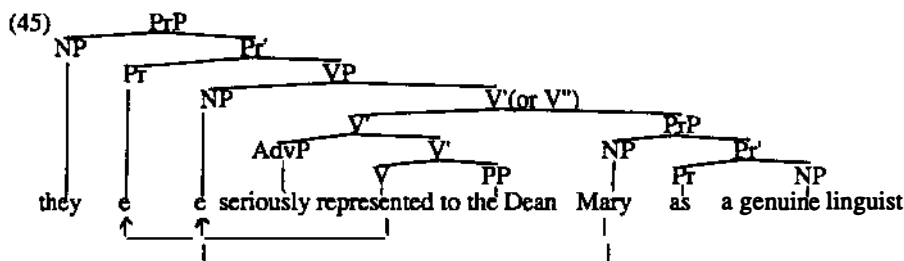 (45) PrP
NP Pr'
Pr VP
NP V'(or V")
V' PrP
AdvP V' NP Pr'
V PP Pr NP
they e e seriously represented to the Dean Mary as a genuine linguist